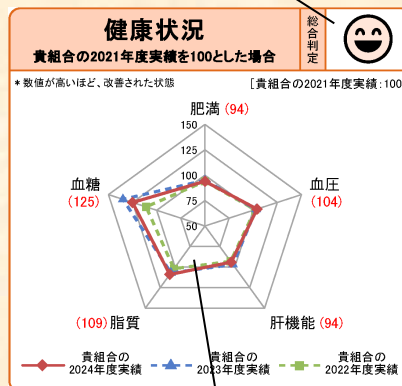 健康状況
貴組合の2021年度実績を100とした場合
総合判定
*数値が高いほど、改善された状態
[貴組合の2021年度実績:100
肥満(94)
150
125
100
75
50
血糖
(125)
血圧
(104)
(109)脂質
肝機能(94)
貴組合の
2024年度実績
貴組合の
2023年度実績
貴組合の
2022年度実績